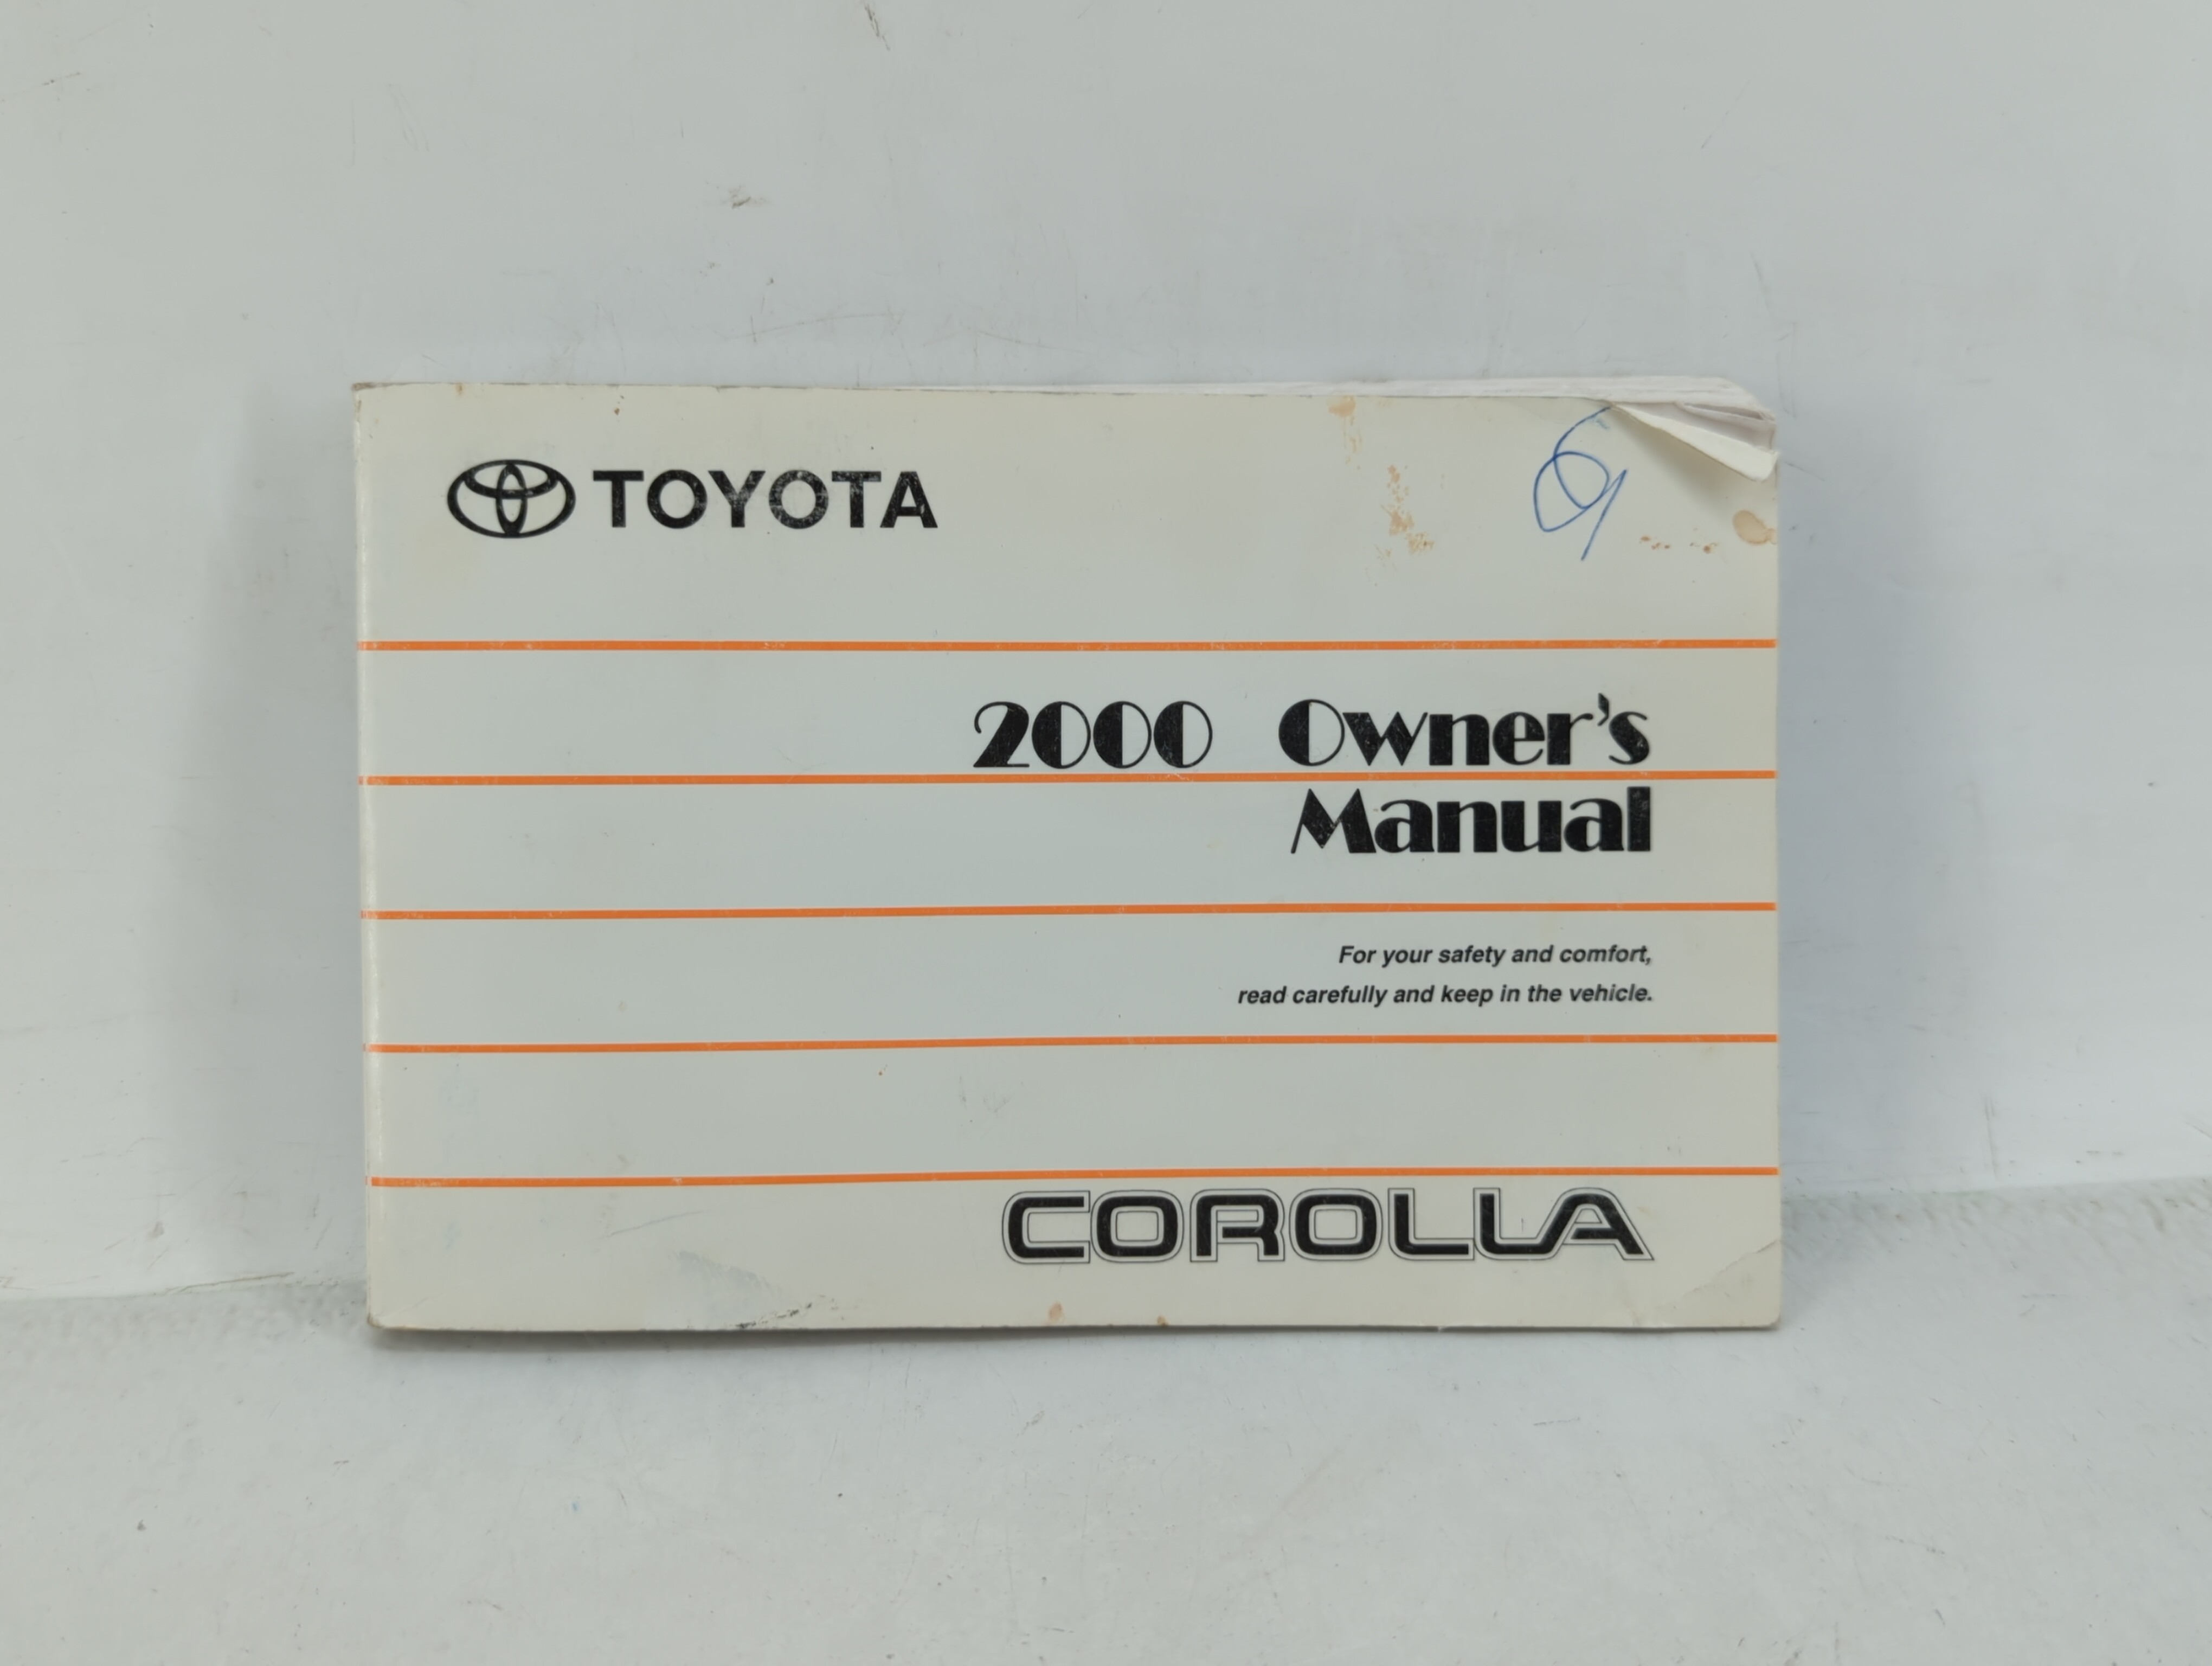 TOYOTA
2000 Owner's
Manual
For your safety and comfort,
read carefully and keep in the vehicle.
COROLLA